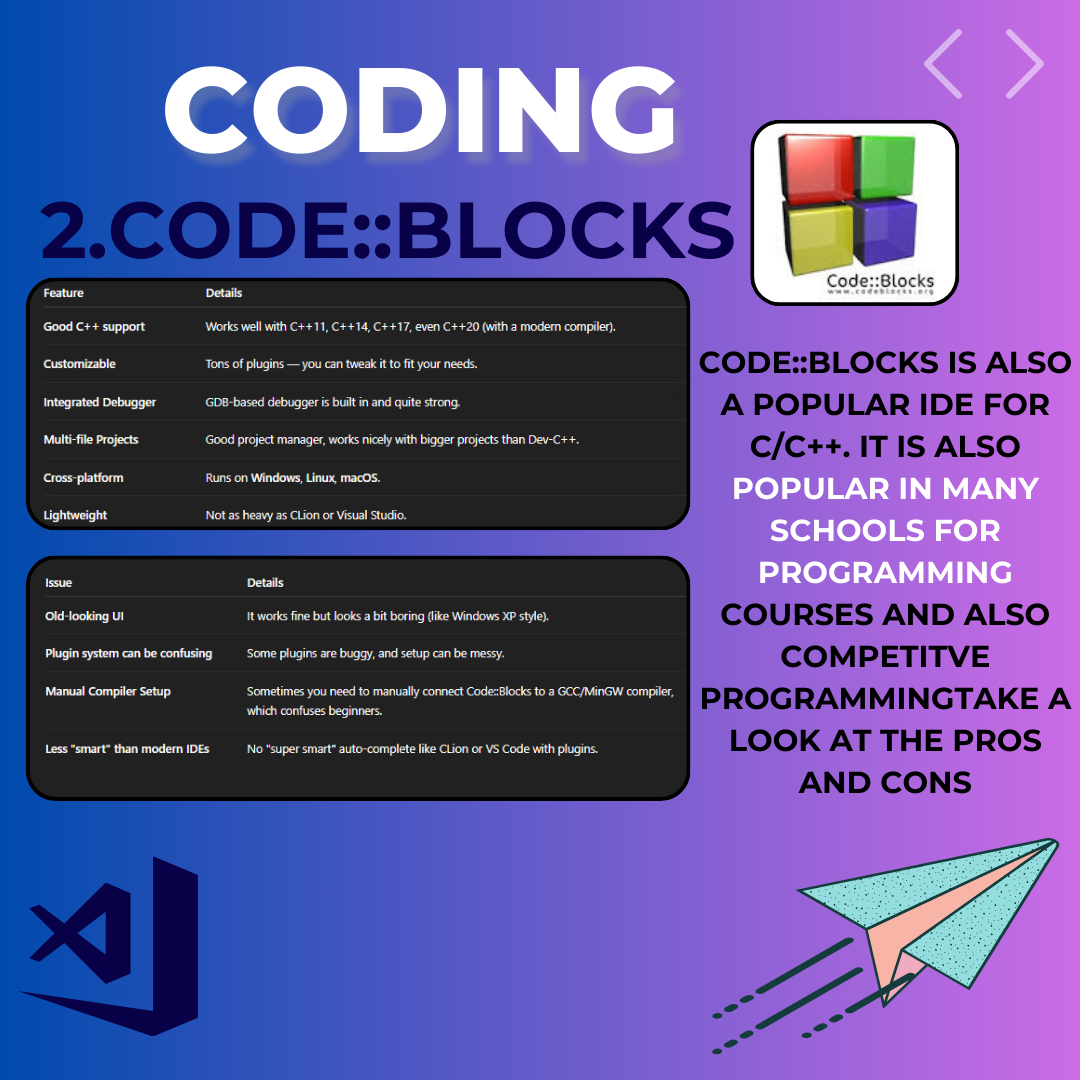 CODING
2.CODE::BLOCKS
Code::Blocks
www.codeblocks.org
Feature Details
Good C++ support Works well with C++11, C++14, C++17, even C++20 (with a modern compiler).
Customizable Tons of plugins — you can tweak it to fit your needs.
Integrated Debugger GDB-based debugger is built in and quite strong.
Multi-file Projects Good project manager, works nicely with bigger projects than Dev-C++.
Cross-platform Runs on Windows, Linux, macOS.
Lightweight Not as heavy as CLion or Visual Studio.
Issue Details
Old-looking UI It works fine but looks a bit boring (like Windows XP style).
Plugin system can be confusing Some plugins are buggy, and setup can be messy.
Manual Compiler Setup Sometimes you need to manually connect Code::Blocks to a GCC/MinGW compiler,
which confuses beginners.
Less "smart" than modern IDEs No "super smart" auto-complete like CLion or VS Code with plugins.
CODE::BLOCKS IS ALSO
A POPULAR IDE FOR
C/C++. IT IS ALSO
POPULAR IN MANY
SCHOOLS FOR
PROGRAMMING
COURSES AND ALSO
COMPETITVE
PROGRAMMINGTAKE A
LOOK AT THE PROS
AND CONS